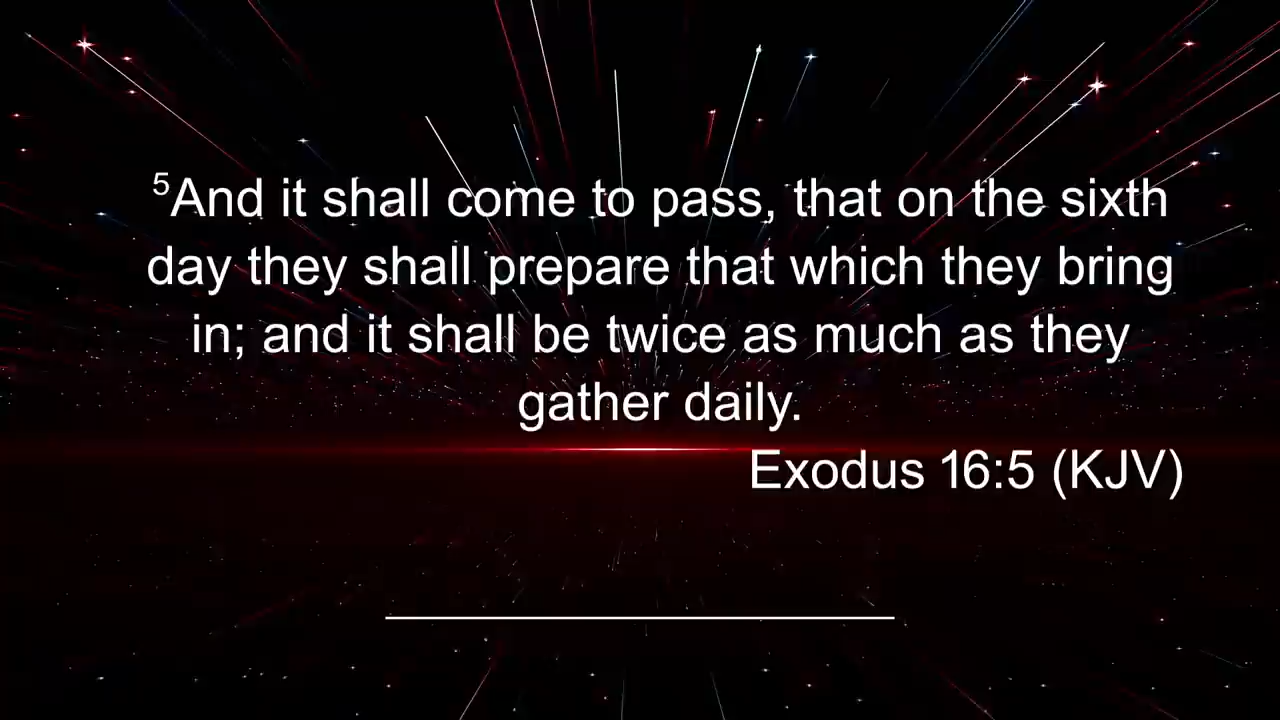 5And it shall come to pass, that on the sixth
day they shall prepare that which they bring
in; and it shall be twice as much as they
gather daily.
Exodus 16:5 (KJV)